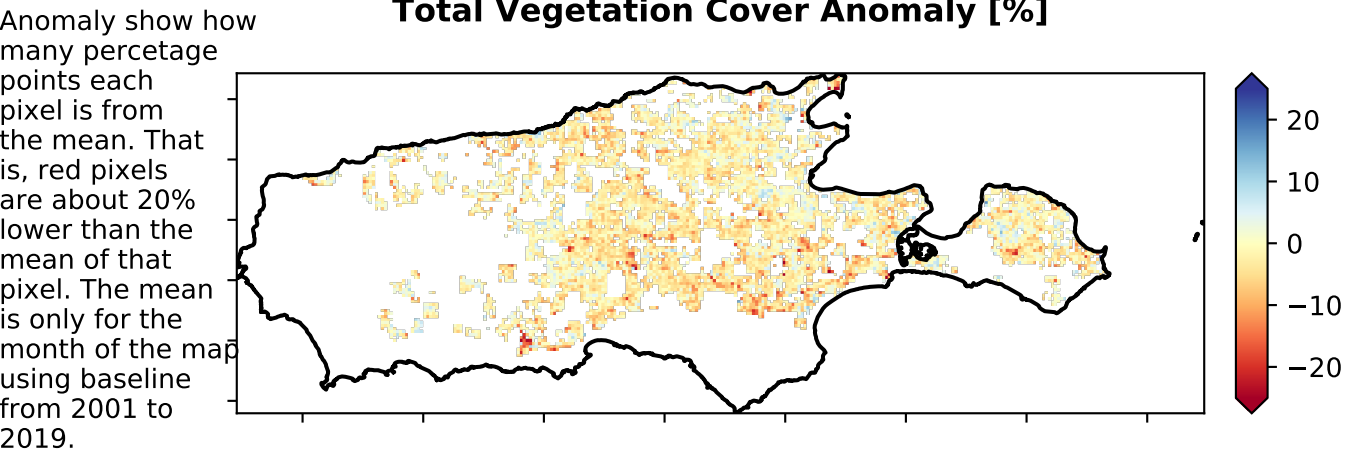 Total Vegetation Cover Anomaly [%]
Anomaly show how
many percetage
points each
pixel is from
the mean. That
is, red pixels
are about 20%
lower than the
mean of that
pixel. The mean
is only for the
month of the map
using baseline
from 2001 to
2019.
20
10
0
−10
−20